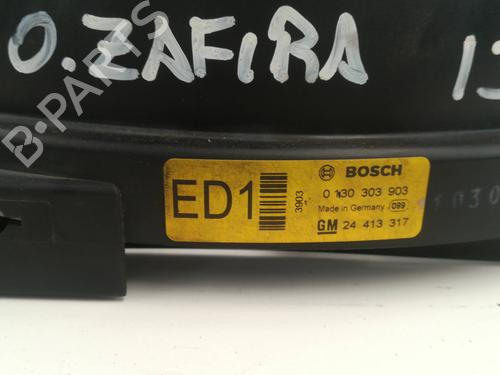 O.ZAFIRA
B-PARTS
BOSCH
ED1
3903
0 130 303 903
Made in Germany 099
GM 24 413 317